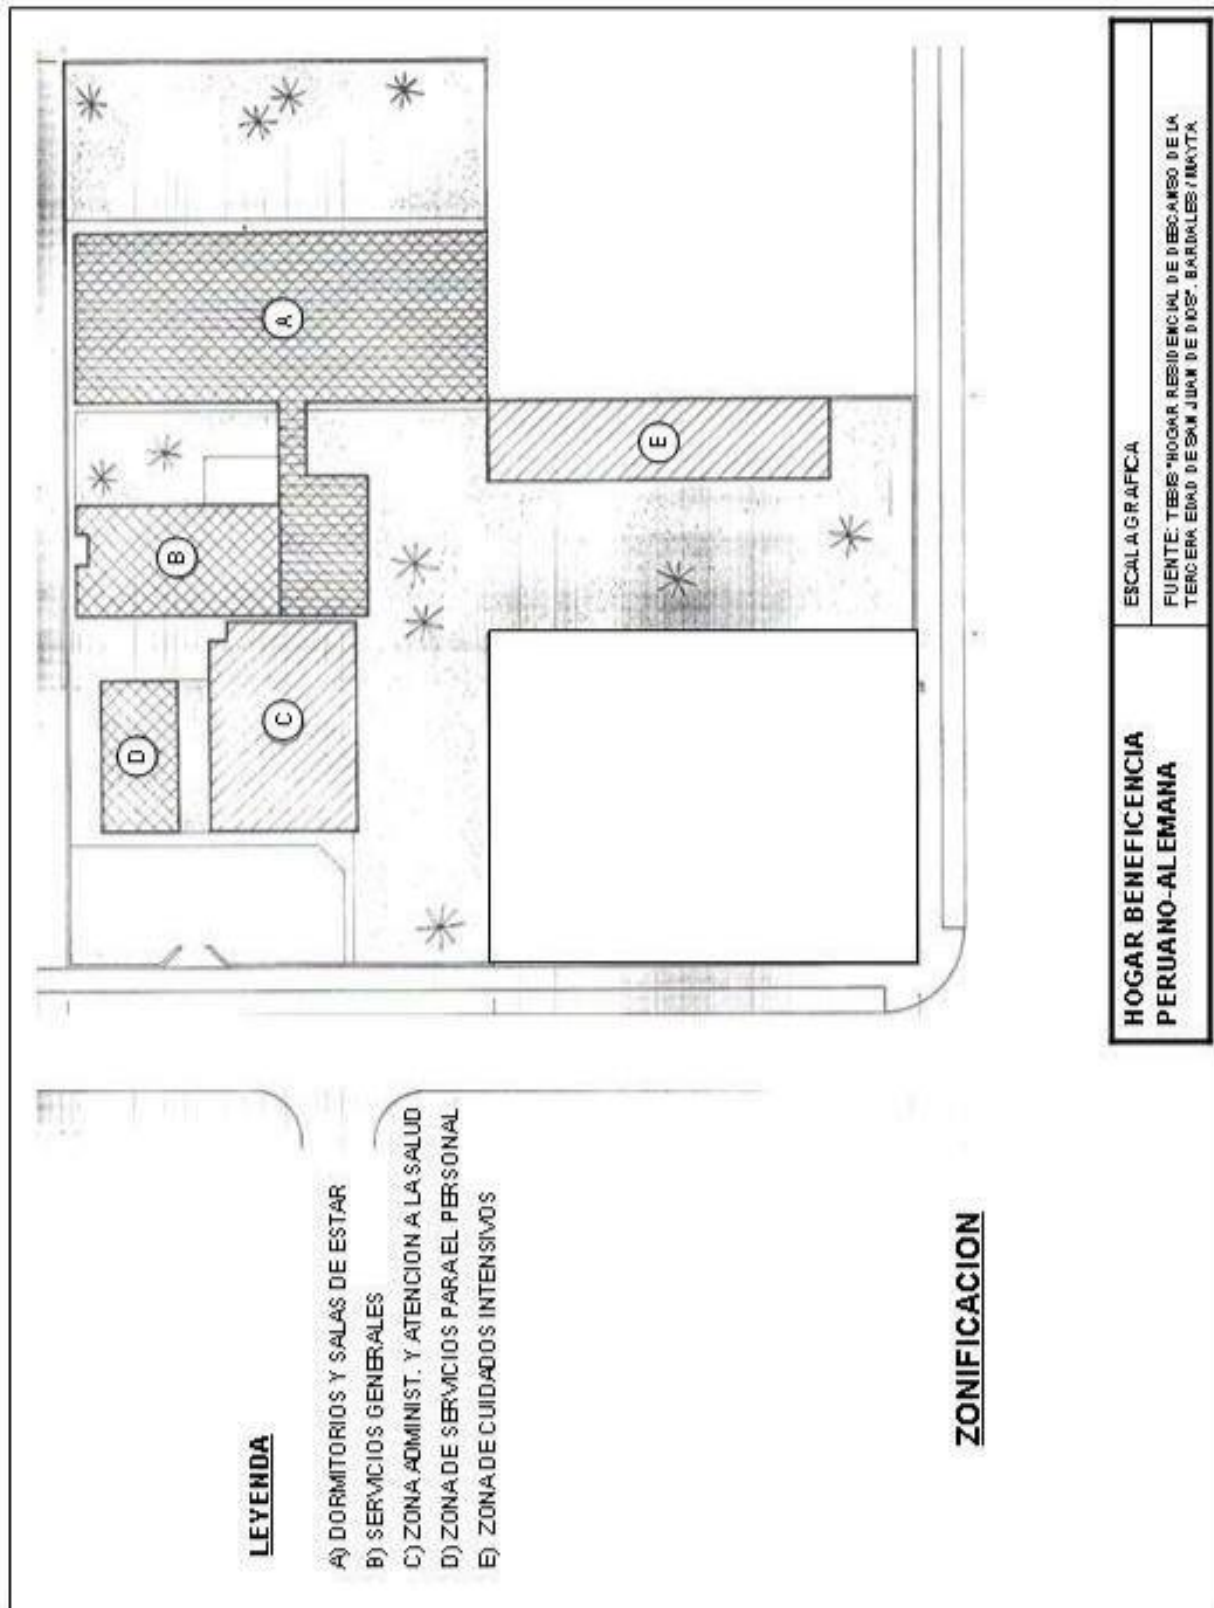 LEYENDA
A) DORMITORIOS Y SALAS DE ESTAR
B) SERVICIOS GENERALES
C) ZONA ADMINIST. Y ATENCION A LA SALUD
D) ZONA DE SERVICIOS PARA EL PERSONAL
E) ZONA DE CUIDADOS INTENSIVOS
D
B
A
C
E
ZONIFICACION
HOGAR BENEFICENCIA
PERUANO-ALEMANA
ESCALA GRAFICA
FUENTE: TESIS "HOGAR RESIDENCIAL DE DESCANSO DE LA
TERCERA EDAD DE SAN JUAN DE DIOS". BARDALES / MAYTA